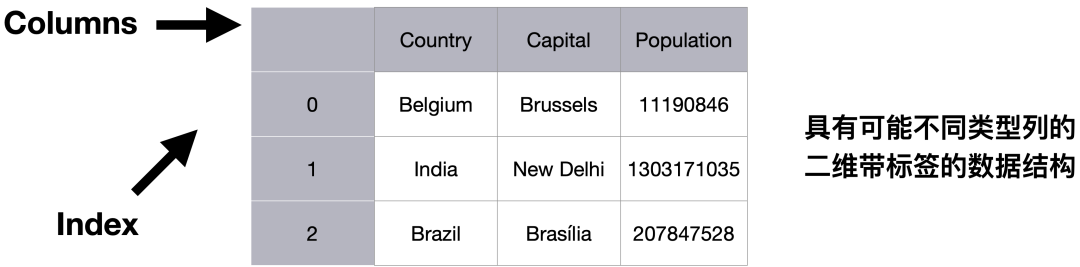 Columns
Country Capital Population
0 Belgium Brussels 11190846
1 India New Delhi 1303171035
2 Brazil Brasília 207847528
Index
具有可能不同类型列的
二维带标签的数据结构